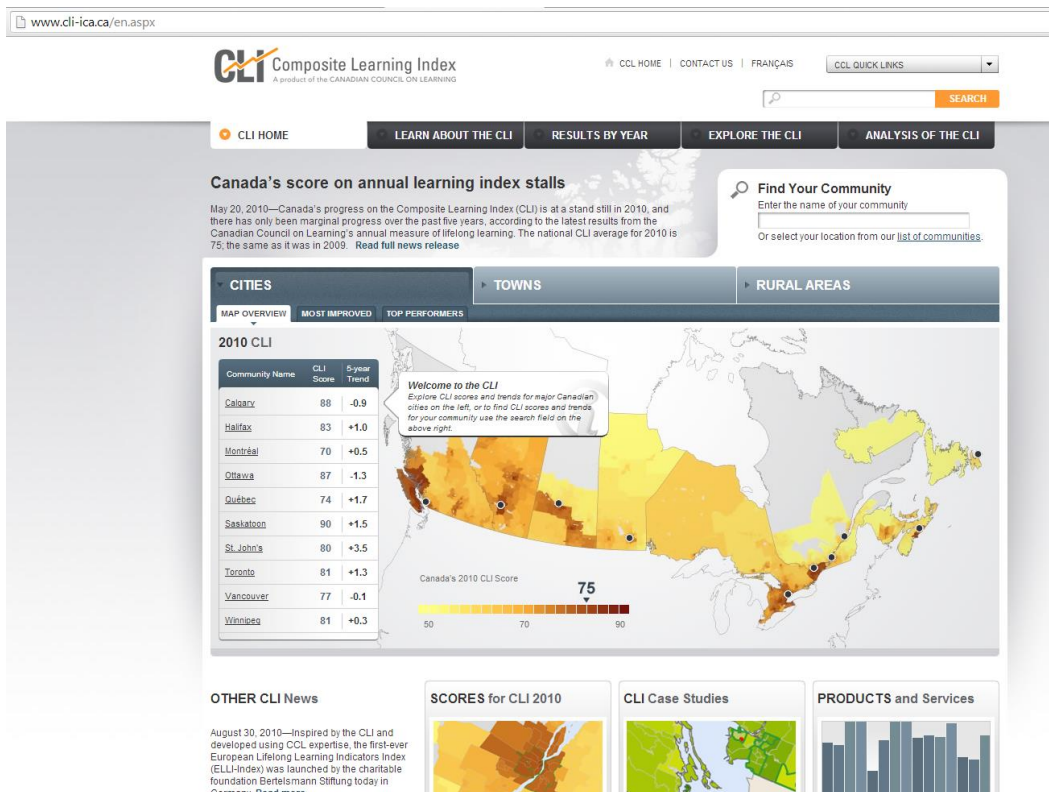 www.cli-ica.ca/en.aspx
CLI Composite Learning Index
A product of the CANADIAN COUNCIL ON LEARNING
CCL HOME | CONTACT US | FRANÇAIS
CCL QUICK LINKS
SEARCH
CLI HOME
LEARN ABOUT THE CLI
RESULTS BY YEAR
EXPLORE THE CLI
ANALYSIS OF THE CLI
Canada's score on annual learning index stalls
May 20, 2010—Canada's progress on the Composite Learning Index (CLI) is at a stand still in 2010, and
there has only been marginal progress over the past five years, according to the latest results from the
Canadian Council on Learning's annual measure of lifelong learning. The national CLI average for 2010 is
75; the same as it was in 2009. Read full news release
Find Your Community
Enter the name of your community
Or select your location from our list of communities.
CITIES
TOWNS
RURAL AREAS
MAP OVERVIEW
MOST IMPROVED
TOP PERFORMERS
2010 CLI
Community Name CLI Score 5-year Trend
Calgary 88 -0.9
Halifax 83 +1.0
Montréal 70 +0.5
Ottawa 87 -1.3
Québec 74 +1.7
Saskatoon 90 +1.5
St. John's 80 +3.5
Toronto 81 +1.3
Vancouver 77 -0.1
Winnipeg 81 +0.3
Welcome to the CLI
Explore CLI scores and trends for major Canadian
cities on the left, or to find CLI scores and trends
for your community use the search field on the
above right.
Canada's 2010 CLI Score
75
50 70 90
OTHER CLI News
August 30, 2010—Inspired by the CLI and
developed using CCL expertise, the first-ever
European Lifelong Learning Indicators Index
(ELLI-Index) was launched by the charitable
foundation Bertelsmann Stiftung today in
Germany. Read more
SCORES for CLI 2010
CLI Case Studies
PRODUCTS and Services